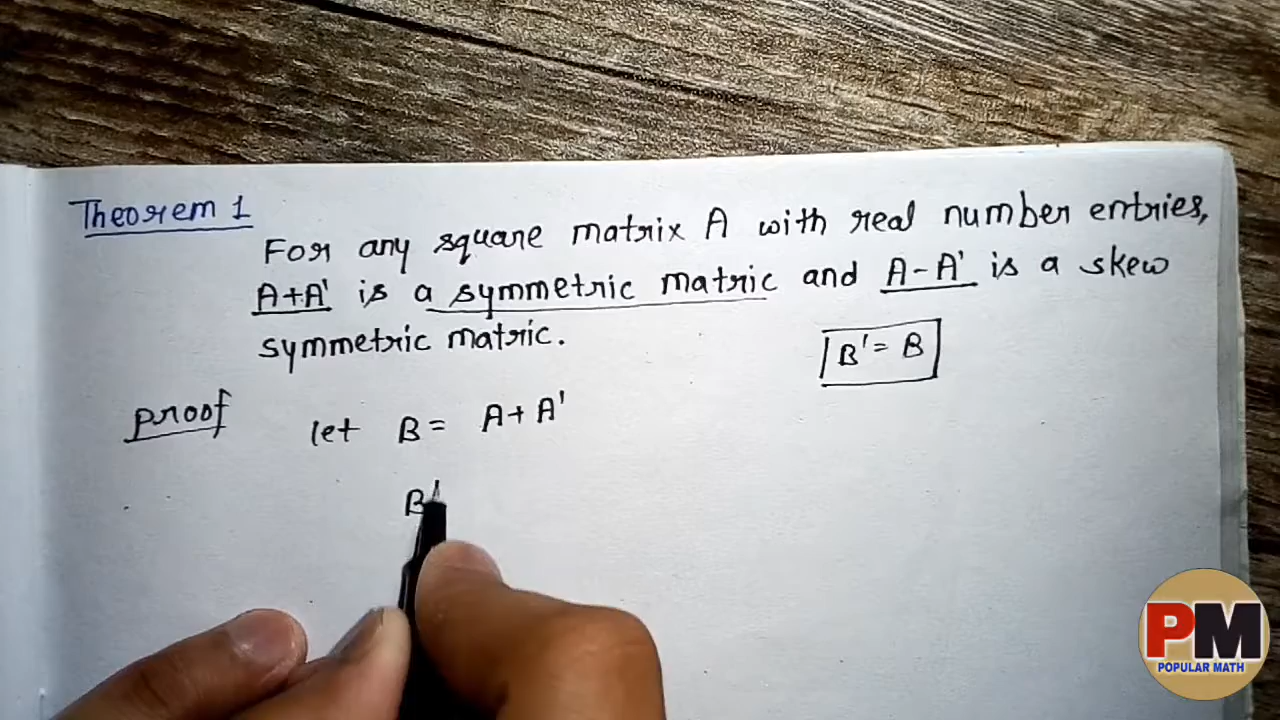 Theorem 1
For any square matrix A with real number entries,
A+A' is a symmetric matric and A-A' is a skew
symmetric matric.
B' = B
Proof let B = A+A'
B'
PM
POPULAR MATH